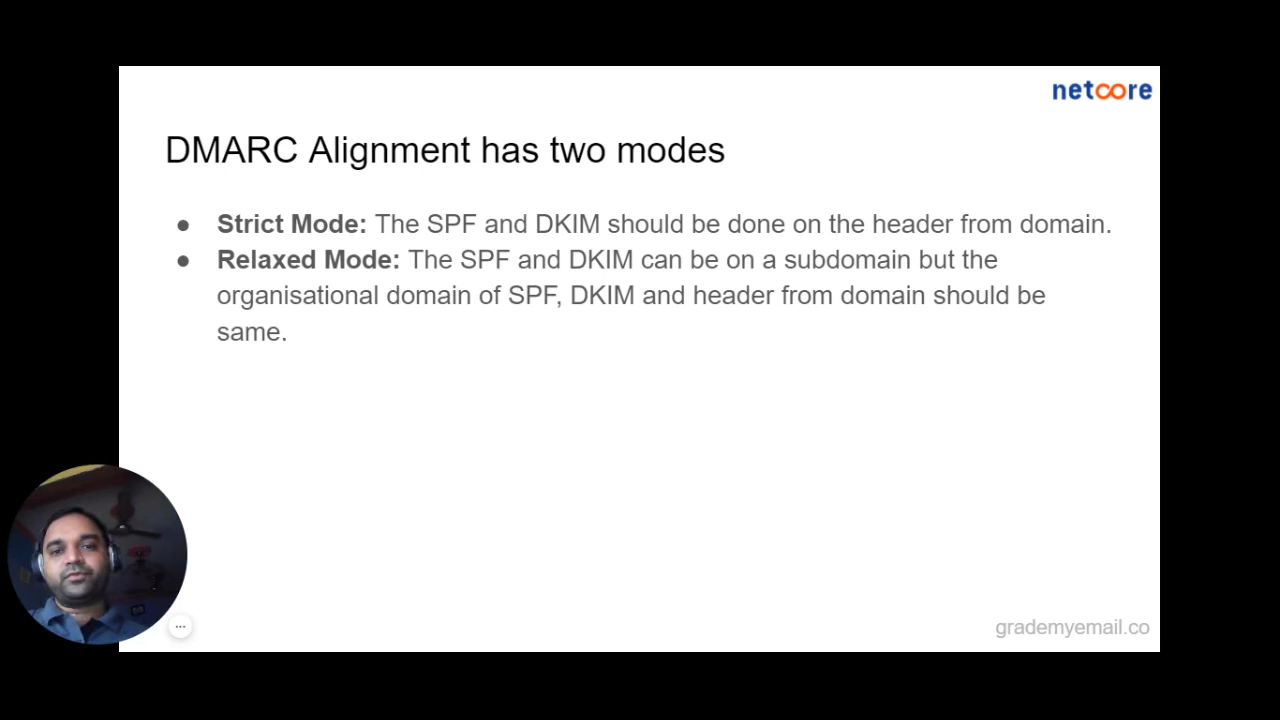 netcore
DMARC Alignment has two modes
● Strict Mode: The SPF and DKIM should be done on the header from domain.
● Relaxed Mode: The SPF and DKIM can be on a subdomain but the
organisational domain of SPF, DKIM and header from domain should be
same.
grademyemail.co